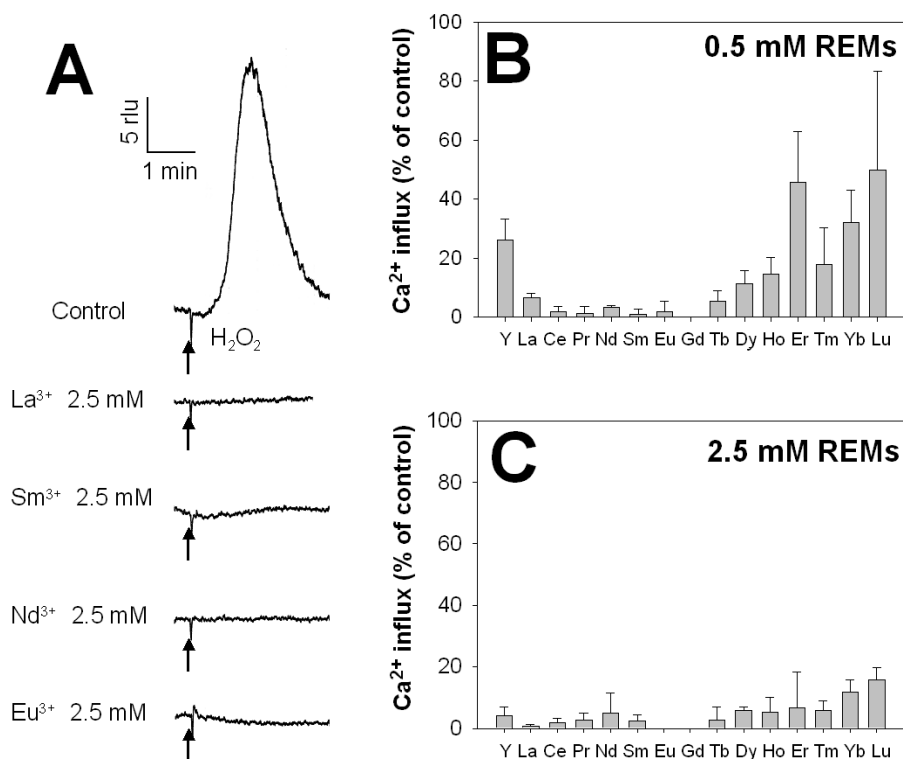 A
5 rlu
1 min
Control
H₂O₂
La³⁺ 2.5 mM
Sm³⁺ 2.5 mM
Nd³⁺ 2.5 mM
Eu³⁺ 2.5 mM
B
0.5 mM REMs
Ca²⁺ influx (% of control)
100
80
60
40
20
0
Y La Ce Pr Nd Sm Eu Gd Tb Dy Ho Er Tm Yb Lu
C
2.5 mM REMs
Ca²⁺ influx (% of control)
100
80
60
40
20
0
Y La Ce Pr Nd Sm Eu Gd Tb Dy Ho Er Tm Yb Lu